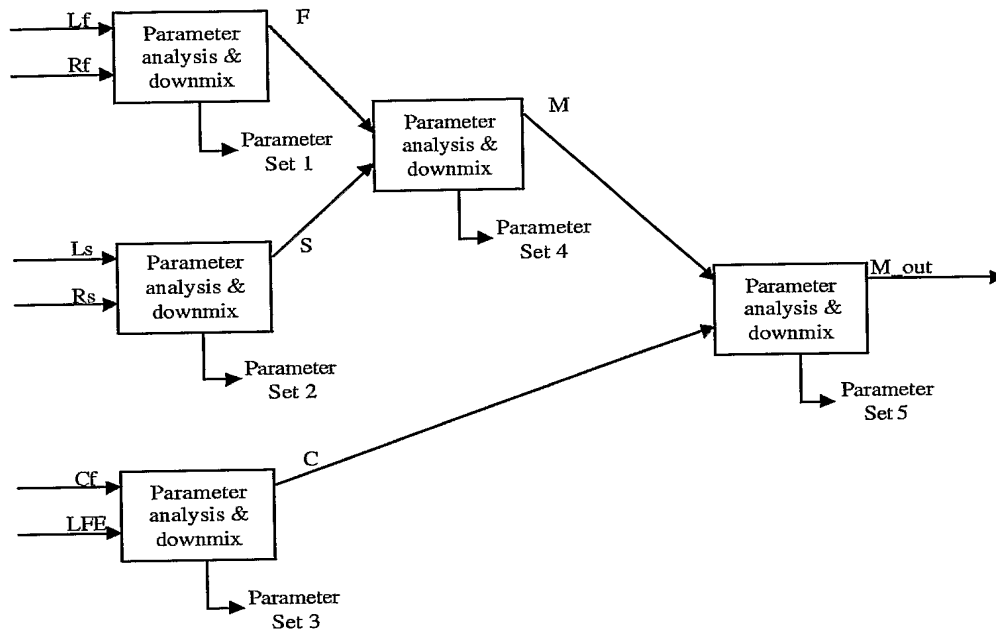 Lf
Rf
Parameter
analysis &
downmix
F
Parameter
Set 1
Parameter
analysis &
downmix
M
Parameter
Set 4
Ls
Rs
Parameter
analysis &
downmix
S
Parameter
Set 2
Parameter
analysis &
downmix
M_out
Parameter
Set 5
Cf
LFE
Parameter
analysis &
downmix
C
Parameter
Set 3